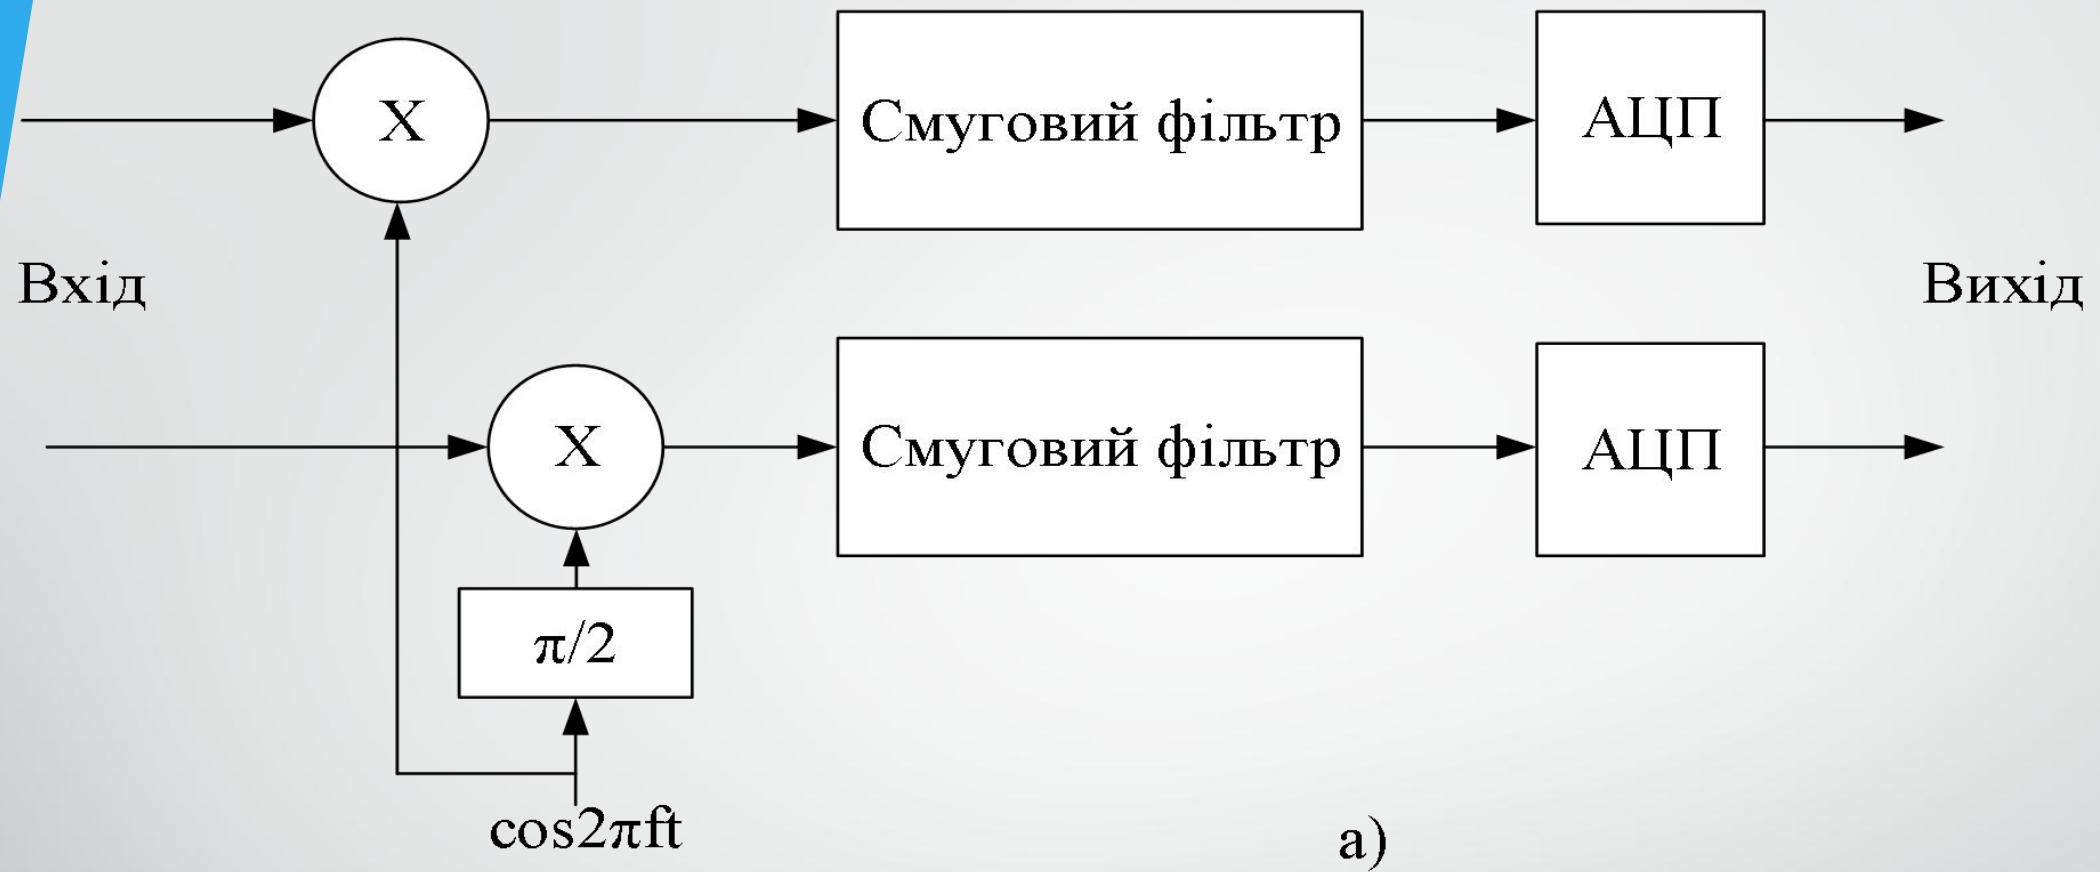 X
Смуговий фільтр
АЦП
Вхід
Вихід
X
Смуговий фільтр
АЦП
π/2
cos2πft
а)